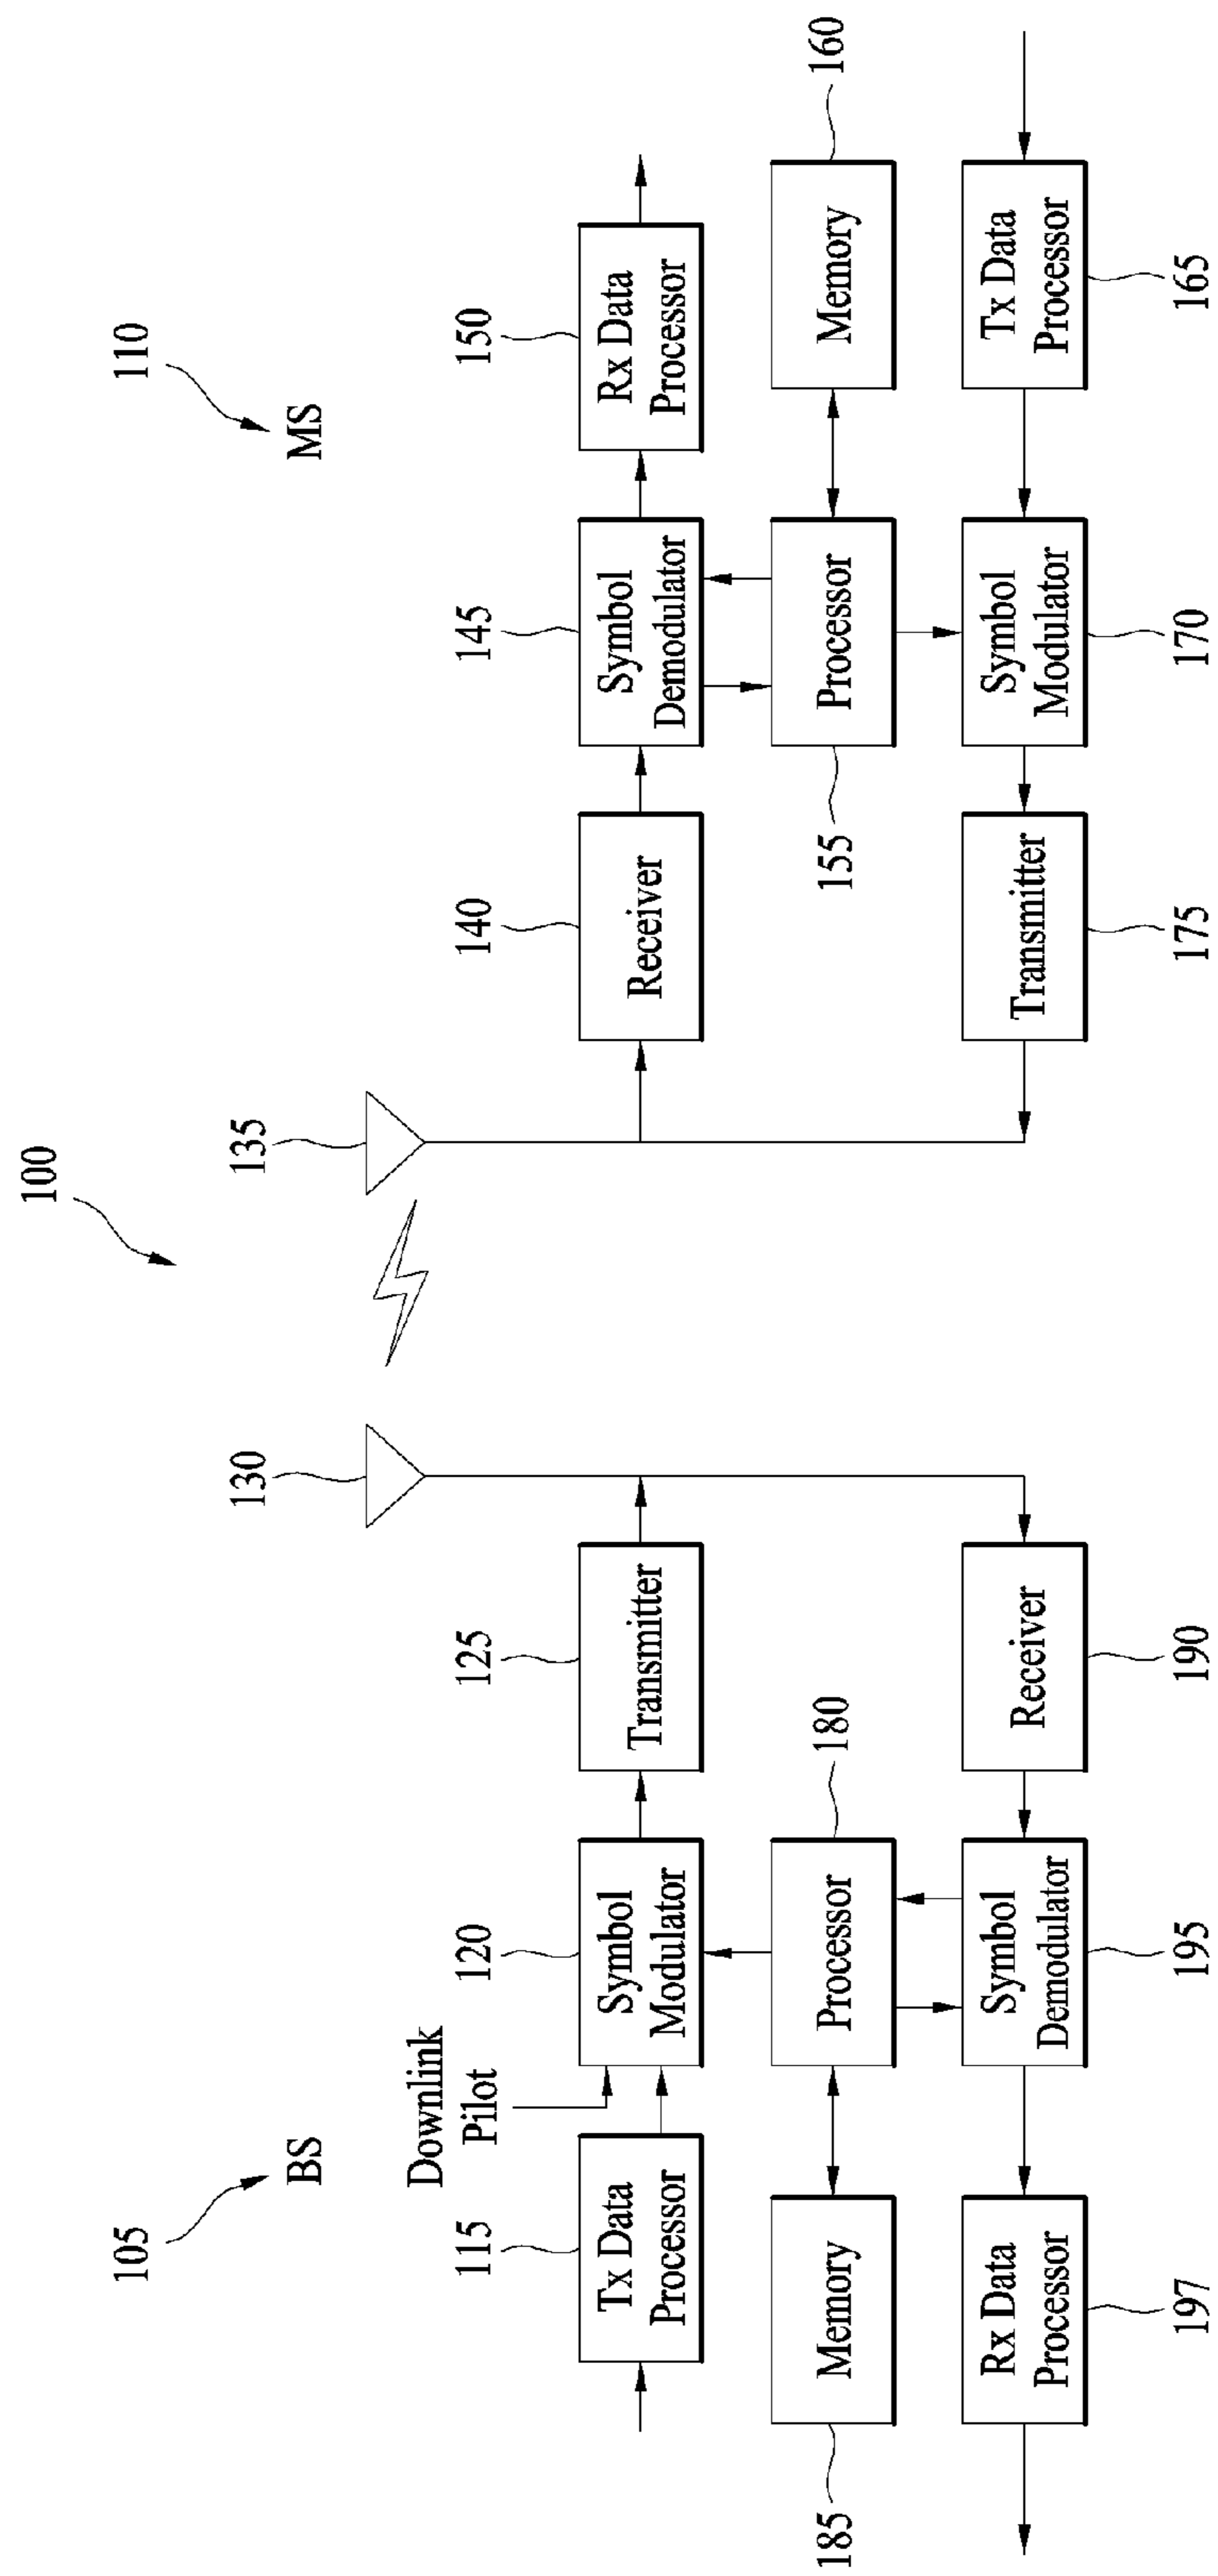 100
105
BS
110
MS
130
135
Downlink
Pilot
115
120
125
140
145
150
Tx Data
Processor
Symbol
Modulator
Transmitter
Receiver
Symbol
Demodulator
Rx Data
Processor
180
160
Memory
Processor
Processor
Memory
185
155
Rx Data
Processor
Symbol
Demodulator
Receiver
Transmitter
Symbol
Modulator
Tx Data
Processor
197
195
190
175
170
165